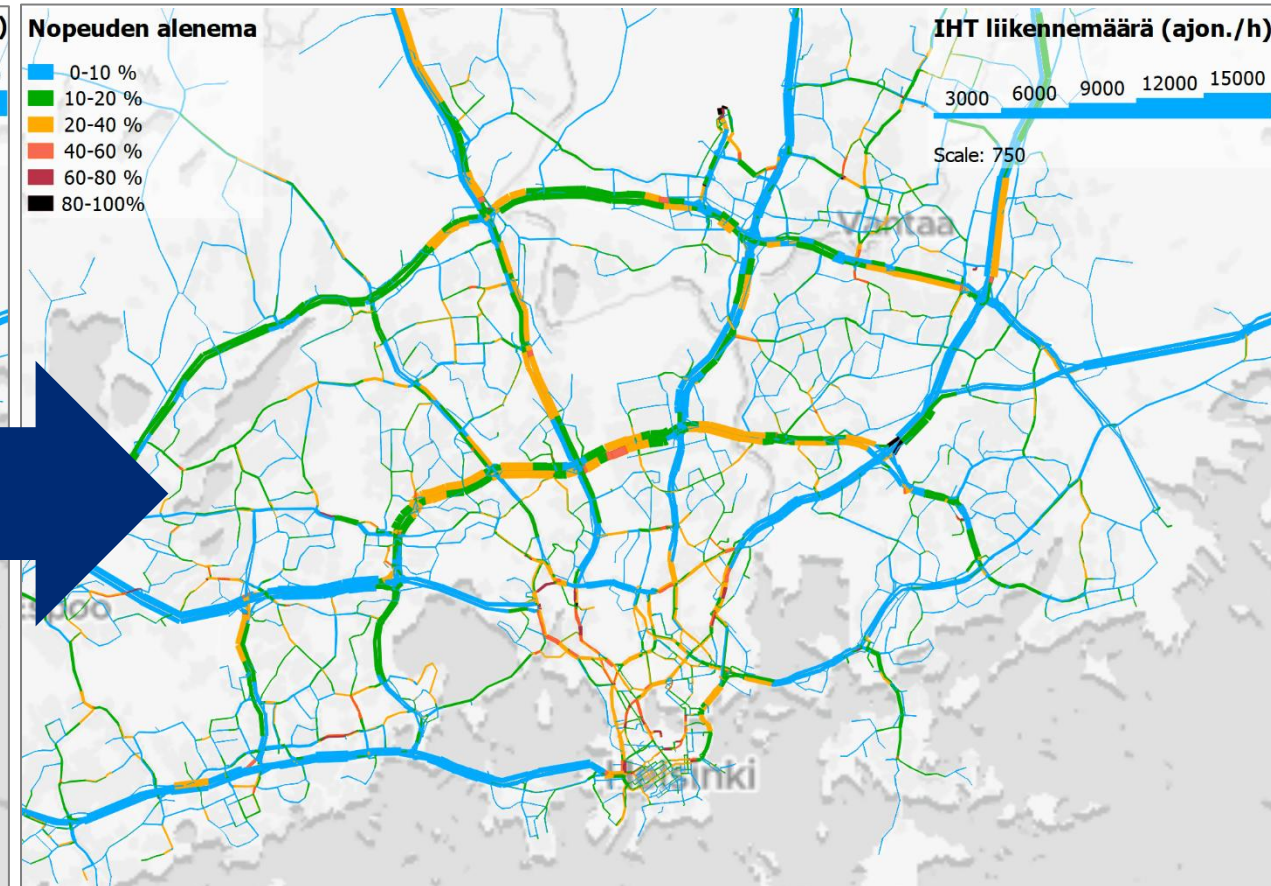 )
Nopeuden alenema
0-10 %
10-20 %
20-40 %
40-60 %
60-80 %
80-100%
IHT liikennemäärä (ajon./h)
3000 6000 9000 12000 15000
Scale: 750
Vantaa
Espoo
Helsinki